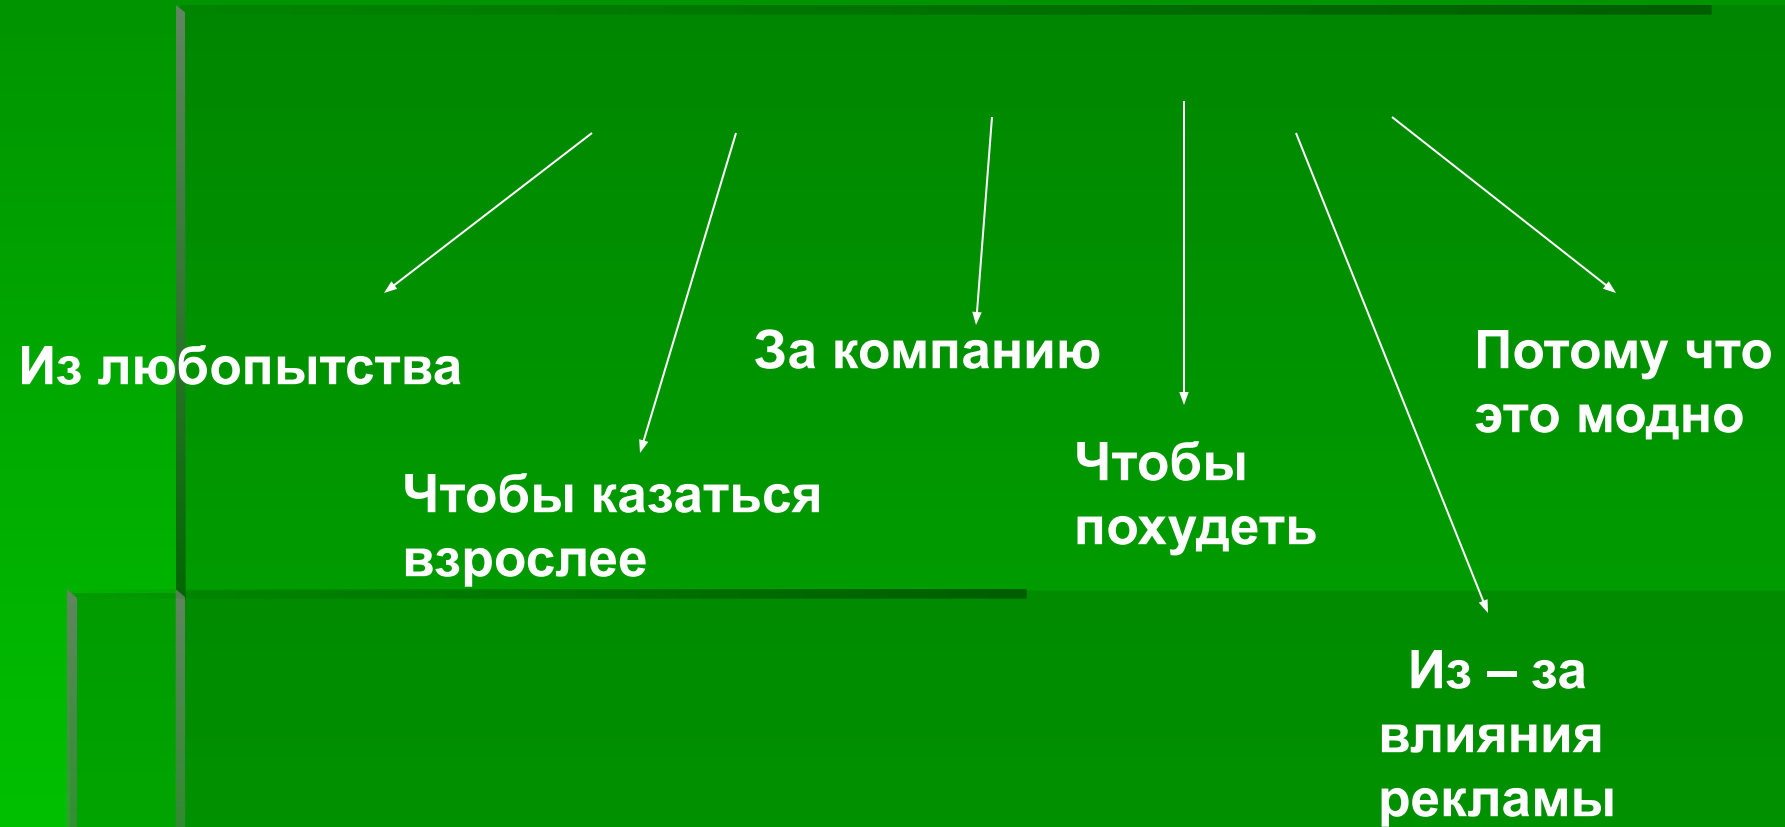 Из любопытства
Чтобы казаться
взрослее
За компанию
Чтобы
похудеть
Из – за
влияния
рекламы
Потому что
это модно